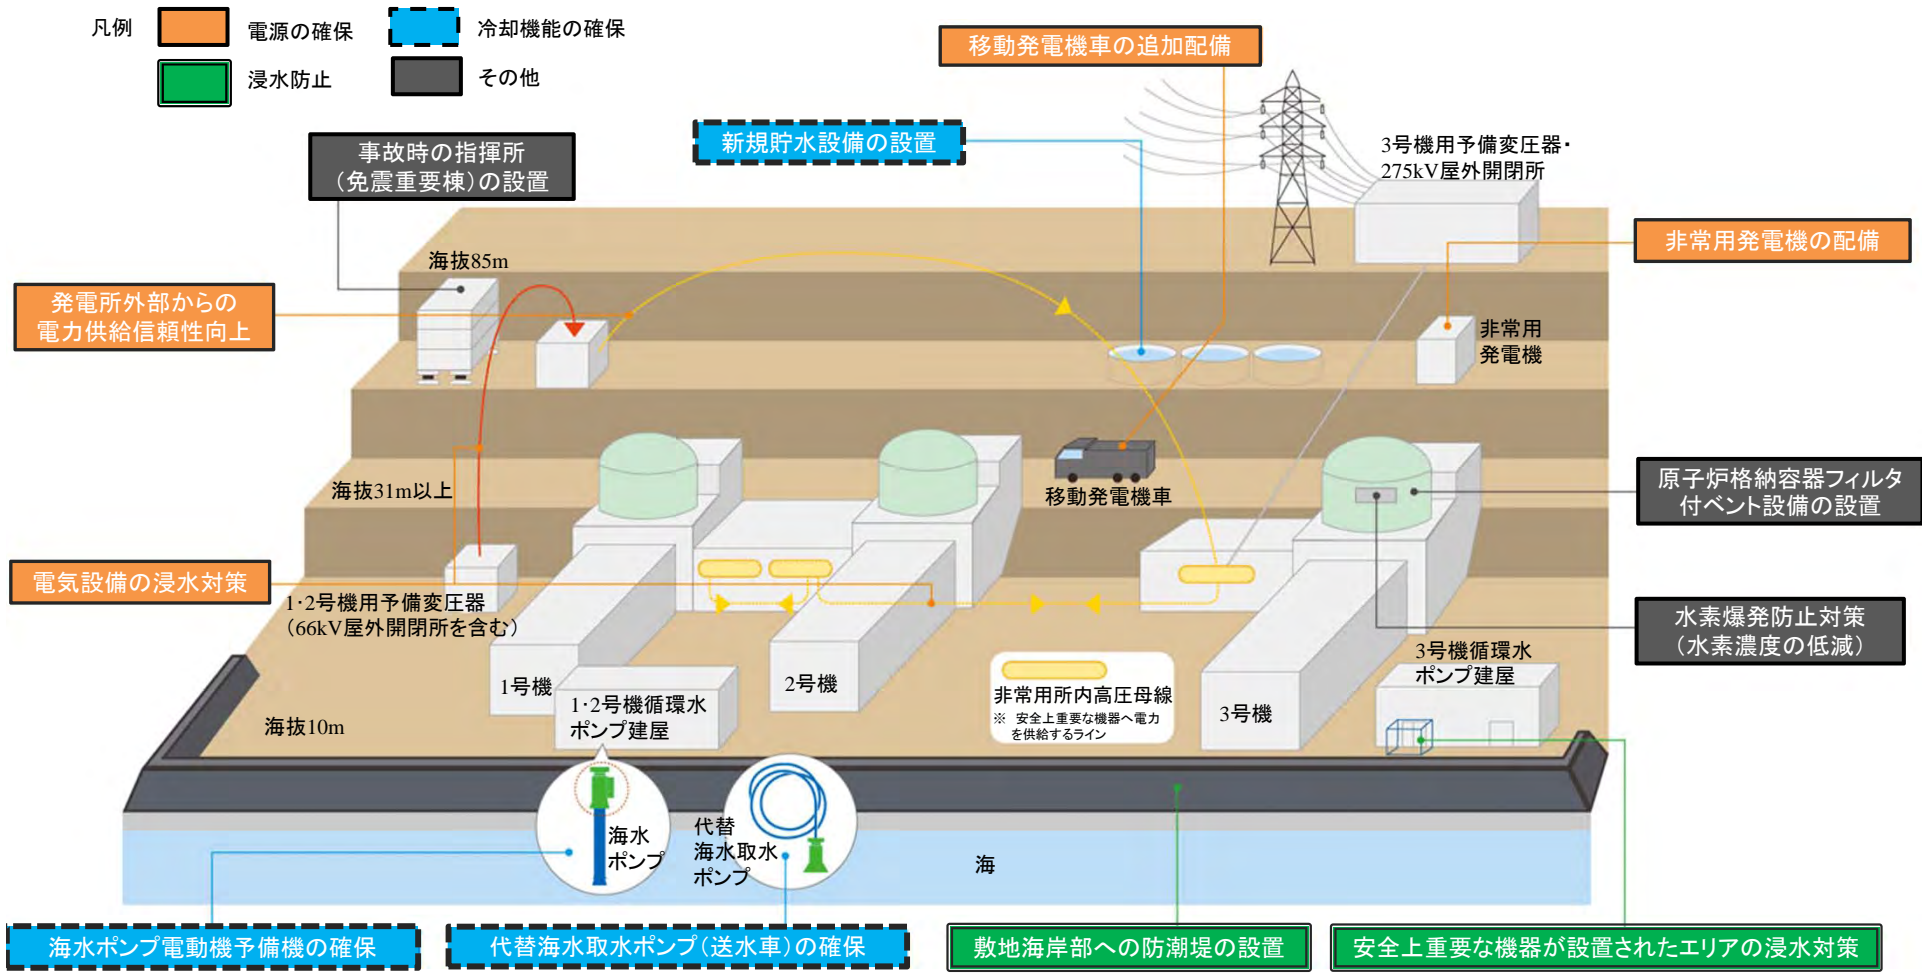 凡例
電源の確保
冷却機能の確保
浸水防止
その他
移動発電機車の追加配備
新規貯水設備の設置
3号機用予備変圧器・
275kV屋外開閉所
事故時の指揮所
（免震重要棟）の設置
非常用発電機の配備
海抜85m
発電所外部からの
電力供給信頼性向上
非常用
発電機
海抜31m以上
移動発電機車
原子炉格納容器フィルタ
付ベント設備の設置
電気設備の浸水対策
1・2号機用予備変圧器
（66kV屋外開閉所を含む）
水素爆発防止対策
（水素濃度の低減）
3号機循環水
ポンプ建屋
1号機
1・2号機循環水
ポンプ建屋
2号機
非常用所内高圧母線
※ 安全上重要な機器へ電力
を供給するライン
3号機
海抜10m
海水
ポンプ
代替
海水取水
ポンプ
海
海水ポンプ電動機予備機の確保
代替海水取水ポンプ（送水車）の確保
敷地海岸部への防潮堤の設置
安全上重要な機器が設置されたエリアの浸水対策